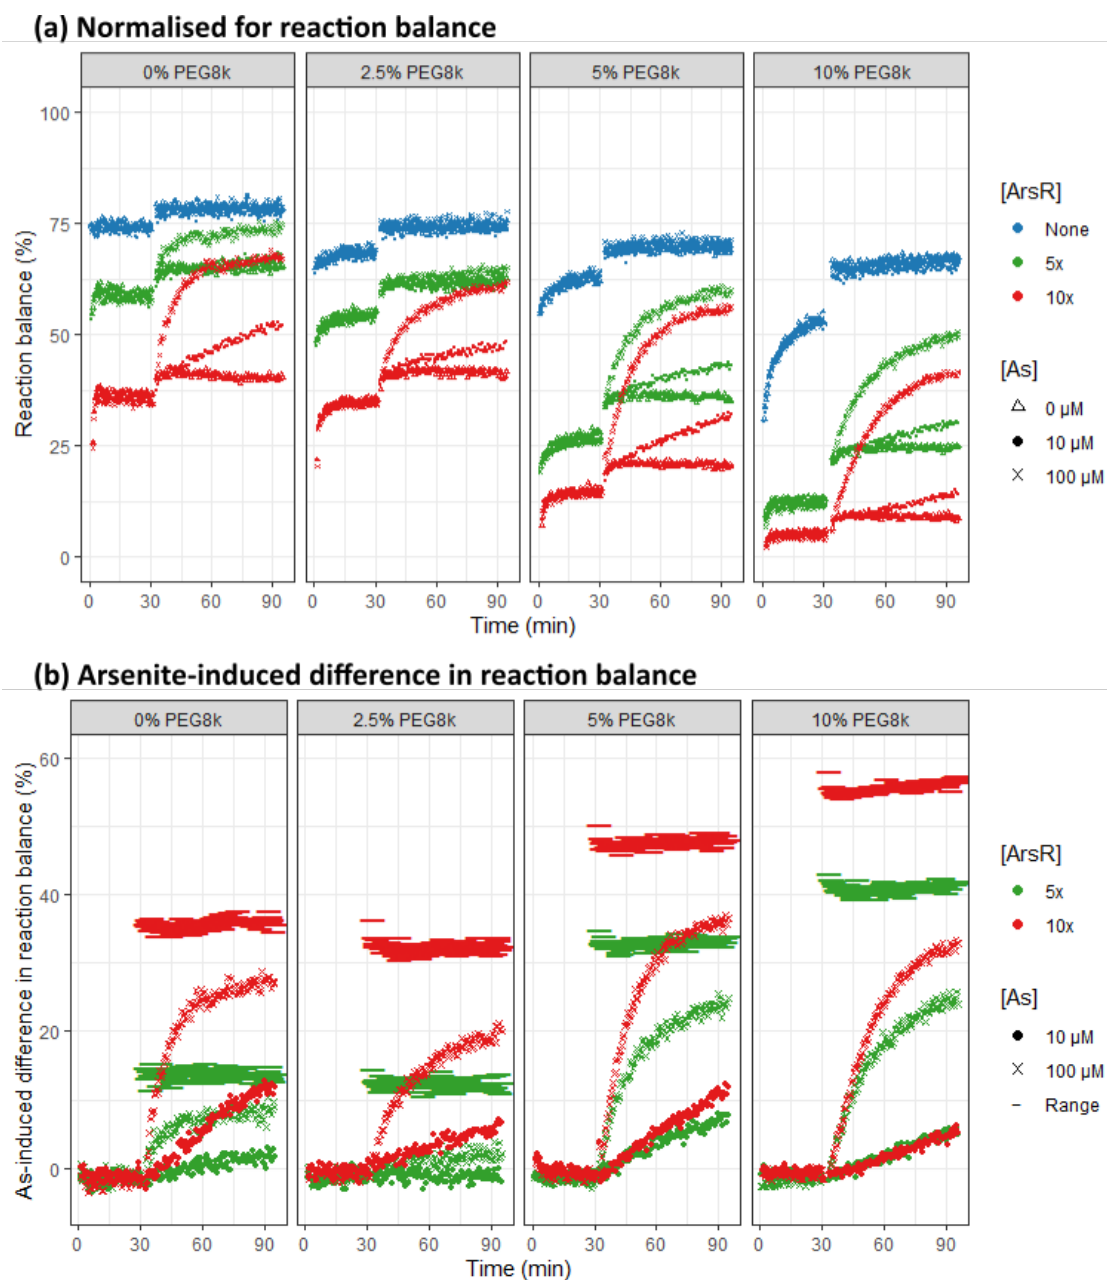 (a) Normalised for reaction balance
0% PEG8k 2.5% PEG8k 5% PEG8k 10% PEG8k
Reaction balance (%)
100
75
50
25
0
0 30 60 90 0 30 60 90 0 30 60 90 0 30 60 90
Time (min)
[ArsR]
None
5x
10x
[As]
0 µM
10 µM
100 µM
(b) Arsenite-induced difference in reaction balance
0% PEG8k 2.5% PEG8k 5% PEG8k 10% PEG8k
As-induced difference in reaction balance (%)
60
40
20
0
0 30 60 90 0 30 60 90 0 30 60 90 0 30 60 90
Time (min)
[ArsR]
5x
10x
[As]
10 µM
100 µM
Range